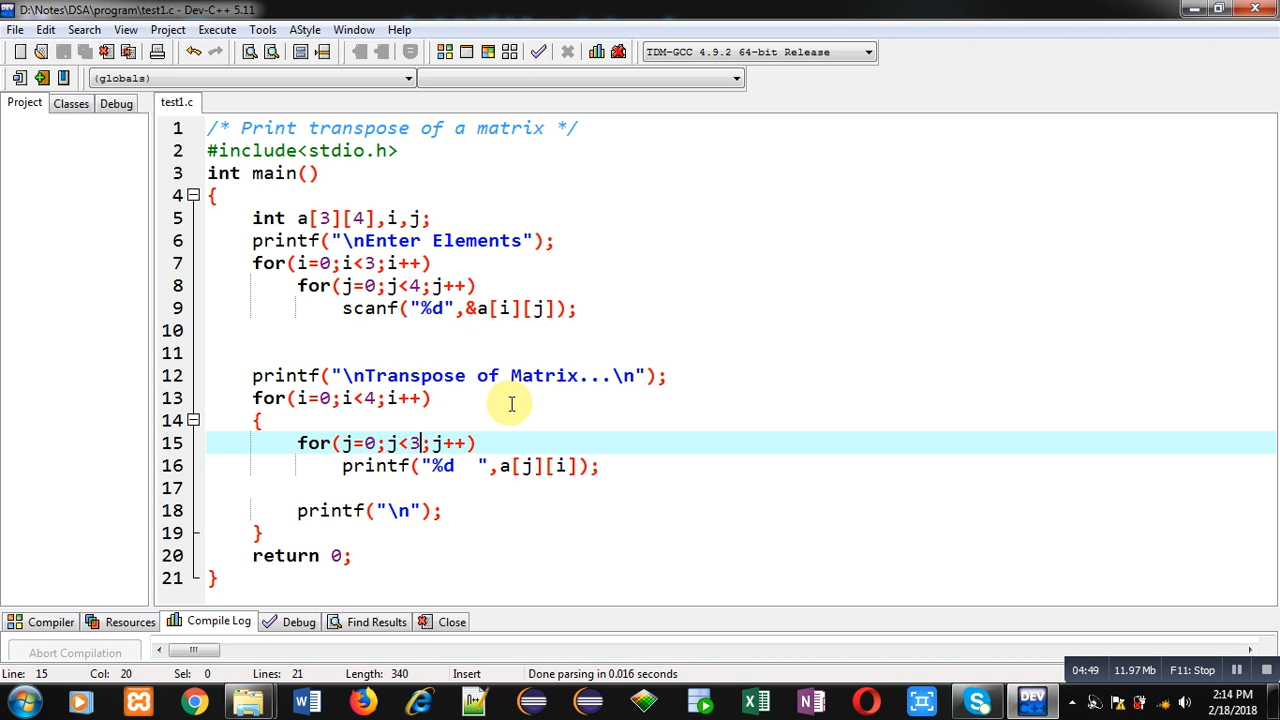 D:\Notes\DSA\program\test1.c - Dev-C++ 5.11
File Edit Search View Project Execute Tools AStyle Window Help
TDM-GCC 4.9.2 64-bit Release
(globals)
Project Classes Debug test1.c
1 /* Print transpose of a matrix */
2 #include<stdio.h>
3 int main()
4 {
5     int a[3][4],i,j;
6     printf("\nEnter Elements");
7     for(i=0;i<3;i++)
8         for(j=0;j<4;j++)
9             scanf("%d",&a[i][j]);
10
11
12     printf("\nTranspose of Matrix...\n");
13     for(i=0;i<4;i++)
14     {
15         for(j=0;j<3;j++)
16             printf("%d  ",a[j][i]);
17
18         printf("\n");
19     }
20     return 0;
21 }
Compiler Resources Compile Log Debug Find Results Close
Abort Compilation
Line: 15 Col: 20 Sel: 0 Lines: 21 Length: 340 Insert Done parsing in 0.016 seconds
04:49 11.97Mb F11: Stop
2:14 PM
2/18/2018